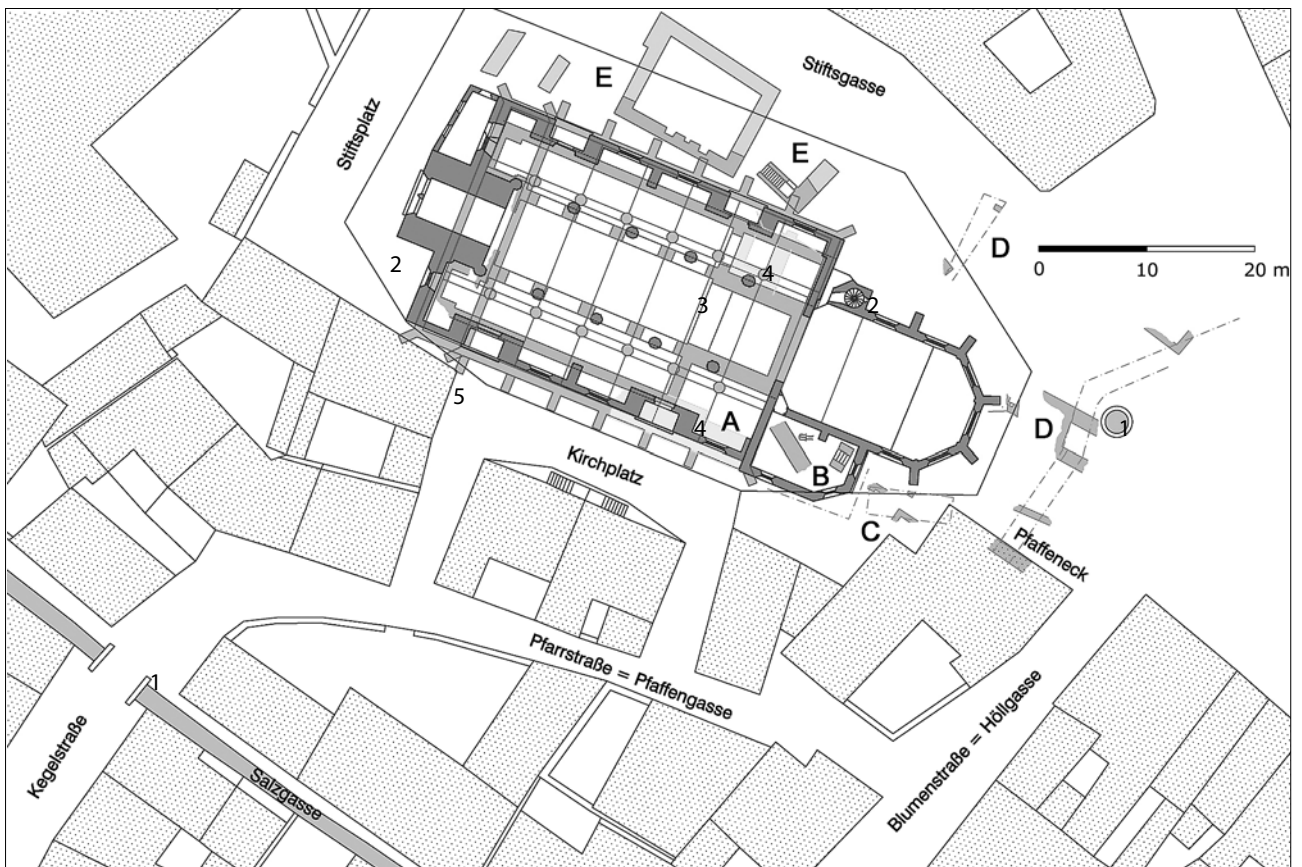 Stiftsgasse
E
Stiftsplatz
E
D
0 10 20 m
2
4
2
3
5
A
4
D
1
B
Kirchplatz
C
Pfaffeneck
Pfarrstraße = Pfaffengasse
1
Kegelstraße
Salzgasse
Blumenstraße = Höllgasse